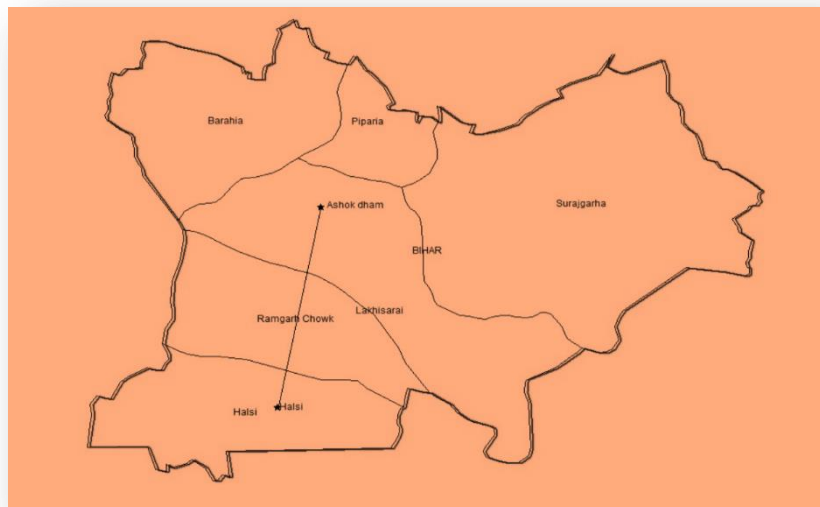 Barahia
Piparia
Ashok dham
Surajgarha
BIHAR
Lakhisarai
Ramgarh Chowk
Halsi
Halsi